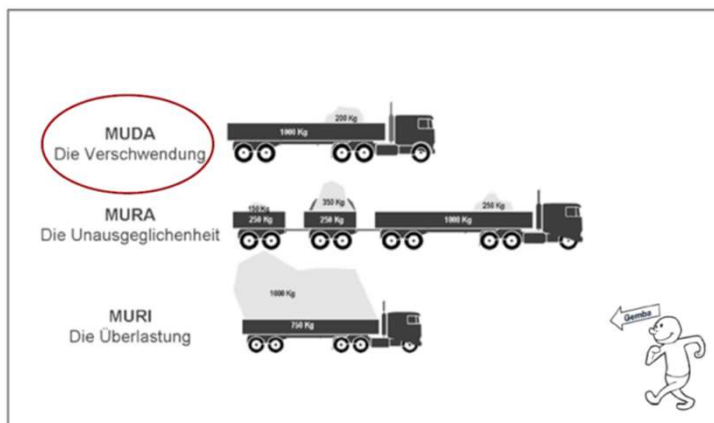 200 Kg
1000 Kg
MUDA
Die Verschwendung
150 Kg
350 Kg
250 Kg
250 Kg
250 Kg
1000 Kg
MURA
Die Unausgeglichenheit
1000 Kg
750 Kg
MURI
Die Überlastung
Gemba